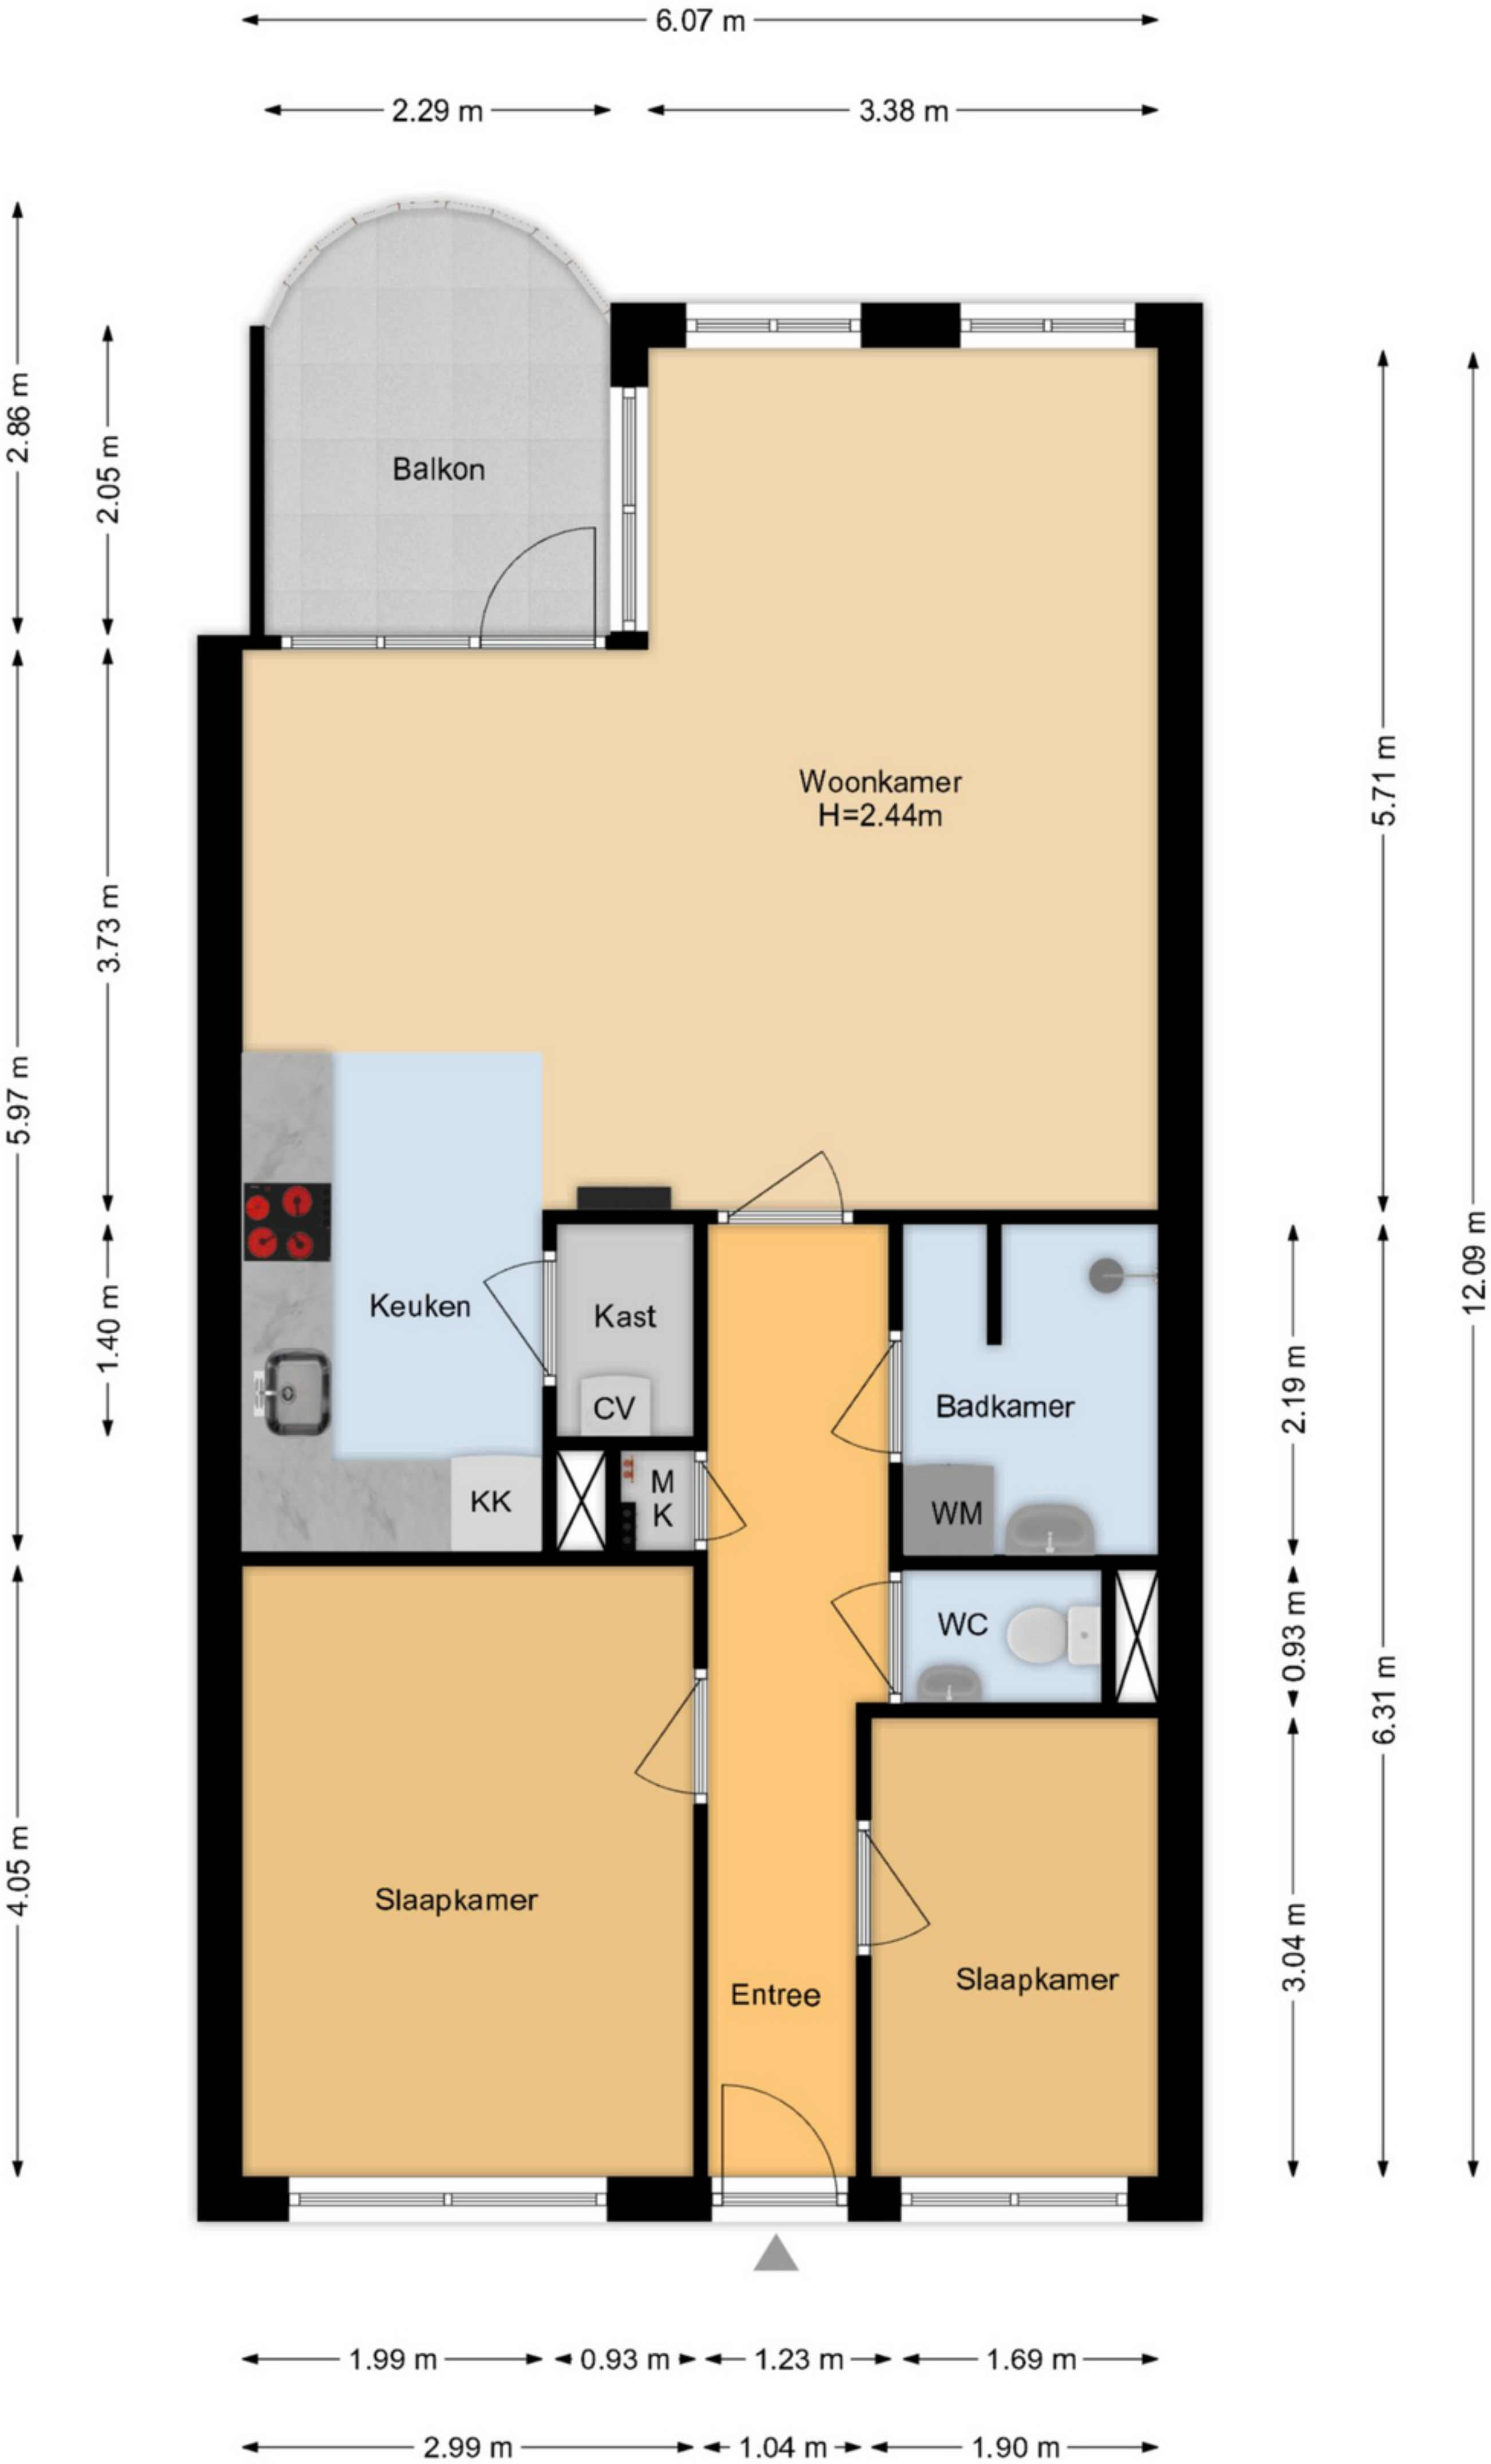 6.07 m
2.29 m
3.38 m
2.86 m
2.05 m
Balkon
Woonkamer
H=2.44m
5.71 m
3.73 m
5.97 m
12.09 m
1.40 m
Keuken
Kast
CV
Badkamer
2.19 m
KK
M
K
WM
WC
0.93 m
6.31 m
4.05 m
Slaapkamer
3.04 m
Slaapkamer
Entree
1.99 m
0.93 m
1.23 m
1.69 m
2.99 m
1.04 m
1.90 m